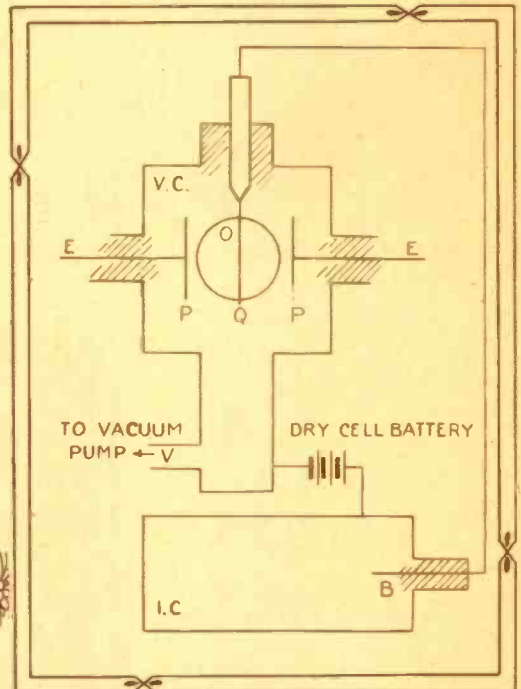 V.C.
O
E
E
P
Q
P
TO VACUUM
PUMP ← V
DRY CELL BATTERY
B
I.C